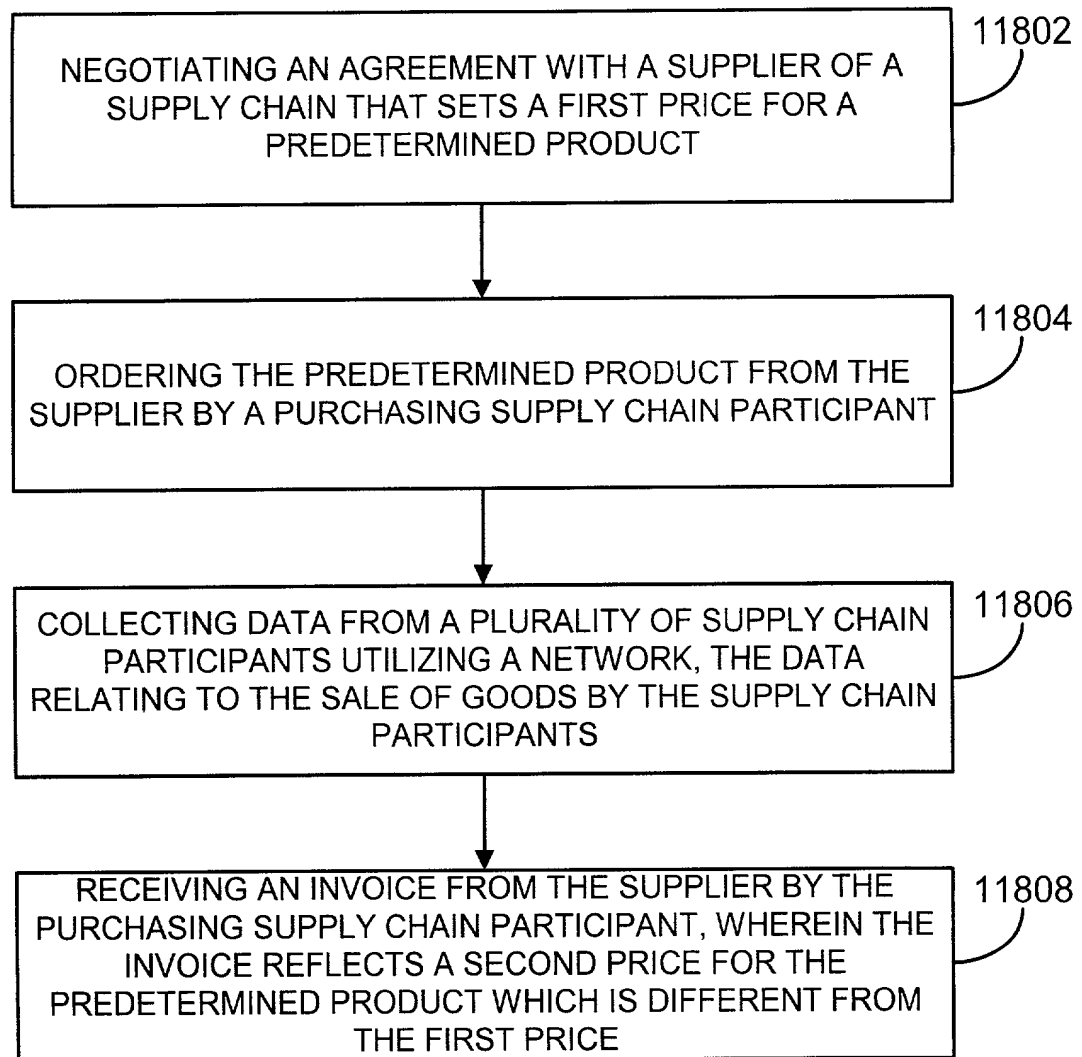 11802
NEGOTIATING AN AGREEMENT WITH A SUPPLIER OF A
SUPPLY CHAIN THAT SETS A FIRST PRICE FOR A
PREDETERMINED PRODUCT
11804
ORDERING THE PREDETERMINED PRODUCT FROM THE
SUPPLIER BY A PURCHASING SUPPLY CHAIN PARTICIPANT
11806
COLLECTING DATA FROM A PLURALITY OF SUPPLY CHAIN
PARTICIPANTS UTILIZING A NETWORK, THE DATA
RELATING TO THE SALE OF GOODS BY THE SUPPLY CHAIN
PARTICIPANTS
11808
RECEIVING AN INVOICE FROM THE SUPPLIER BY THE
PURCHASING SUPPLY CHAIN PARTICIPANT, WHEREIN THE
INVOICE REFLECTS A SECOND PRICE FOR THE
PREDETERMINED PRODUCT WHICH IS DIFFERENT FROM
THE FIRST PRICE